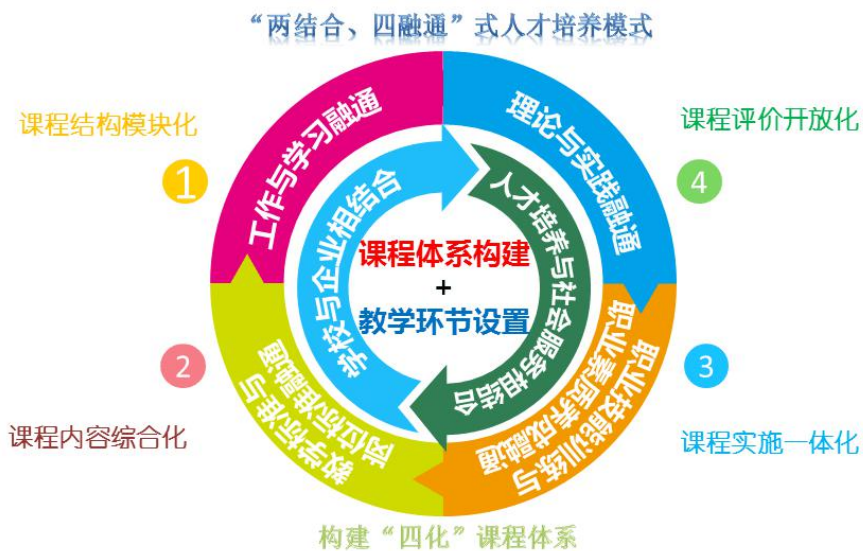 “两结合、四融通”式人才培养模式
课程结构模块化
1
课程评价开放化
4
工作与学习融通
理论与实践融通
学校与企业相结合
人才培养与社会服务相结合
课程体系构建
+
教学环节设置
2
课程内容综合化
3
课程实施一体化
教学标准与
岗位标准融通
职业技能训练与
职业素质养成融通
构建“四化”课程体系